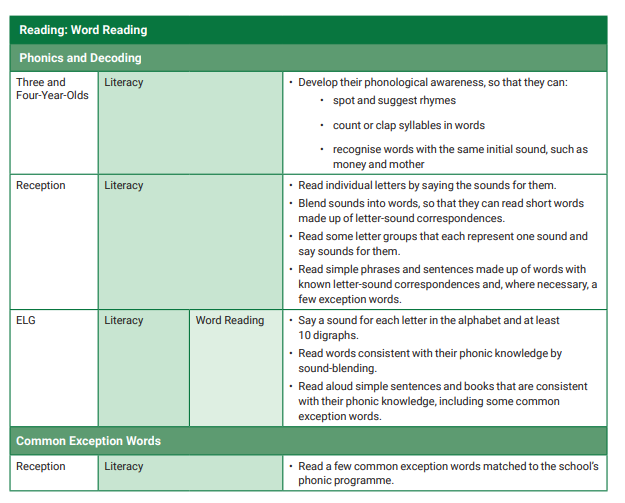 Reading: Word Reading
Phonics and Decoding
Three and
Four-Year-Olds
Literacy
• Develop their phonological awareness, so that they can:
• spot and suggest rhymes
• count or clap syllables in words
• recognise words with the same initial sound, such as
money and mother
Reception
Literacy
• Read individual letters by saying the sounds for them.
• Blend sounds into words, so that they can read short words
made up of letter-sound correspondences.
• Read some letter groups that each represent one sound and
say sounds for them.
• Read simple phrases and sentences made up of words with
known letter-sound correspondences and, where necessary, a
few exception words.
ELG
Literacy
Word Reading
• Say a sound for each letter in the alphabet and at least
10 digraphs.
• Read words consistent with their phonic knowledge by
sound-blending.
• Read aloud simple sentences and books that are consistent
with their phonic knowledge, including some common
exception words.
Common Exception Words
Reception
Literacy
• Read a few common exception words matched to the school's
phonic programme.